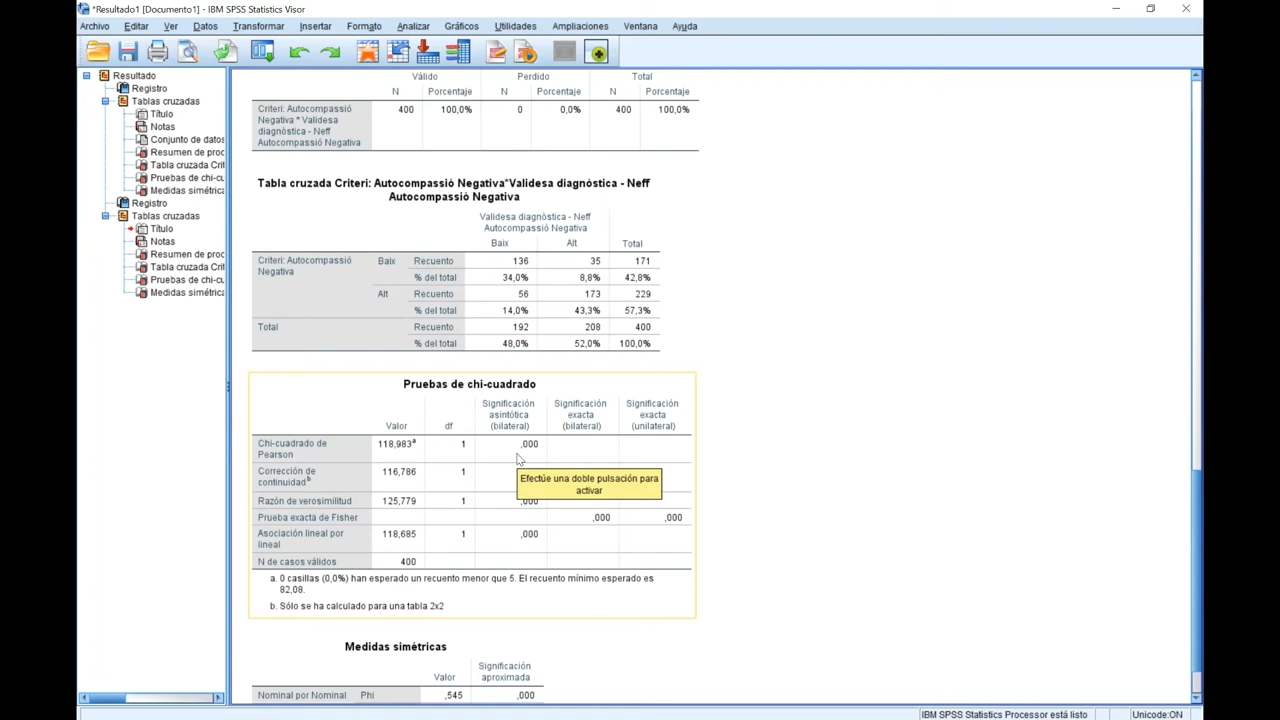 *Resultado1 [Documento1] - IBM SPSS Statistics Visor
Archivo Editar Ver Datos Transformar Insertar Formato Analizar Gráficos Utilidades Ampliaciones Ventana Ayuda
Resultado
Registro
Tablas cruzadas
Título
Notas
Conjunto de datos
Resumen de proc
Tabla cruzada Crit
Pruebas de chi-cu
Medidas simétrica
Registro
Tablas cruzadas
Título
Notas
Resumen de proc
Tabla cruzada Crit
Pruebas de chi-cu
Medidas simétrica
Válido Perdido Total
N Porcentaje N Porcentaje N Porcentaje
Criteri: Autocompassió 400 100,0% 0 0,0% 400 100,0%
Negativa * Validesa
diagnòstica - Neff
Autocompassió Negativa
Tabla cruzada Criteri: Autocompassió Negativa*Validesa diagnòstica - Neff
Autocompassió Negativa
Validesa diagnòstica - Neff
Autocompassió Negativa
Baix Alt Total
Criteri: Autocompassió Baix Recuento 136 35 171
Negativa
% del total 34,0% 8,8% 42,8%
Alt Recuento 56 173 229
% del total 14,0% 43,3% 57,3%
Total Recuento 192 208 400
% del total 48,0% 52,0% 100,0%
Pruebas de chi-cuadrado
Significación Significación Significación
asintótica exacta exacta
Valor df (bilateral) (bilateral) (unilateral)
Chi-cuadrado de 118,983a 1 ,000
Pearson
Corrección de 116,786 1
continuidadb
Efectúe una doble pulsación para
activar
Razón de verosimilitud 125,779 1 ,000
Prueba exacta de Fisher ,000 ,000
Asociación lineal por 118,685 1 ,000
lineal
N de casos válidos 400
a. 0 casillas (0,0%) han esperado un recuento menor que 5. El recuento mínimo esperado es
82,08.
b. Sólo se ha calculado para una tabla 2x2
Medidas simétricas
Significación
Valor aproximada
Nominal por Nominal Phi ,545 ,000
IBM SPSS Statistics Processor está listo Unicode:ON